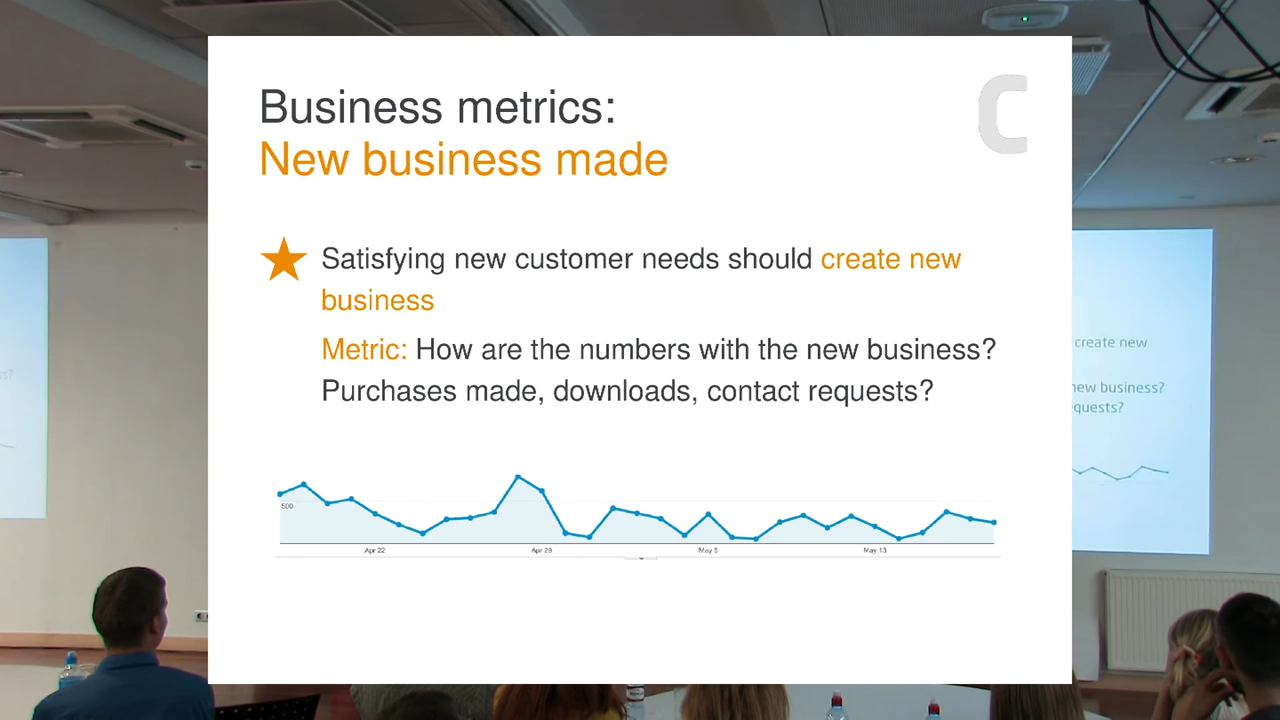 Business metrics:
New business made
C
Satisfying new customer needs should create new
business
Metric: How are the numbers with the new business?
Purchases made, downloads, contact requests?
500
Apr 22
Apr 29
May 6
May 13
create new
new business?
quests?
s?